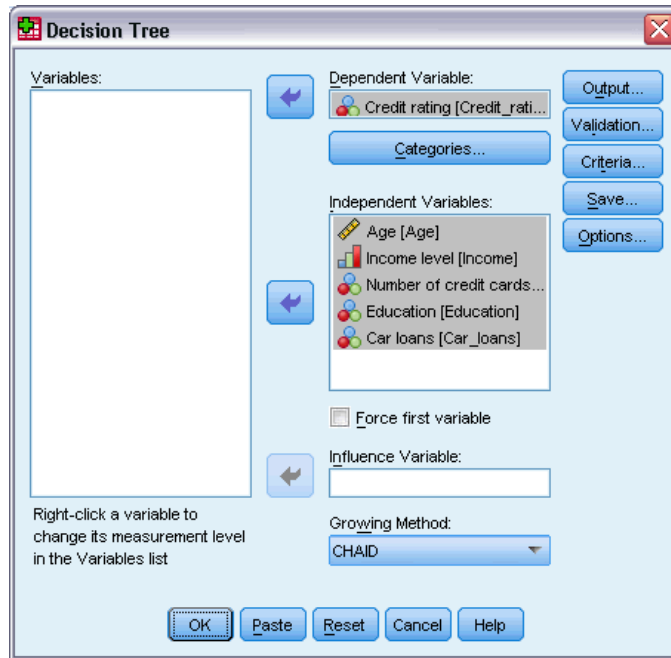 Decision Tree
Variables:
Right-click a variable to
change its measurement level
in the Variables list
Dependent Variable:
Credit rating [Credit_rati...
Categories...
Independent Variables:
Age [Age]
Income level [Income]
Number of credit cards...
Education [Education]
Car loans [Car_loans]
Force first variable
Influence Variable:
Growing Method:
CHAID
Output...
Validation...
Criteria...
Save...
Options...
OK
Paste
Reset
Cancel
Help